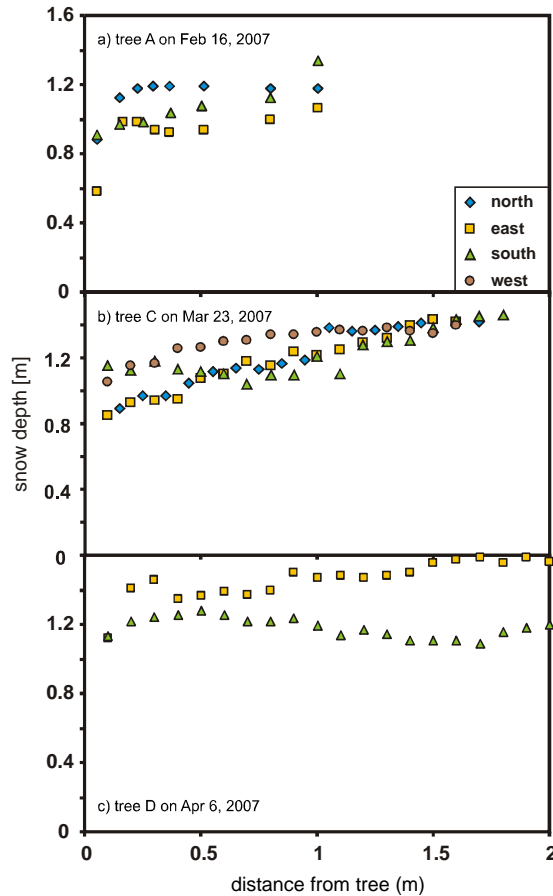 1.6
a) tree A on Feb 16, 2007
1.2
0.8
0.4
0
north
east
south
west
b) tree C on Mar 23, 2007
1.2
0.8
0.4
0
snow depth [m]
1.2
0.8
0.4
c) tree D on Apr 6, 2007
0
0 0.5 1 1.5 2
distance from tree (m)